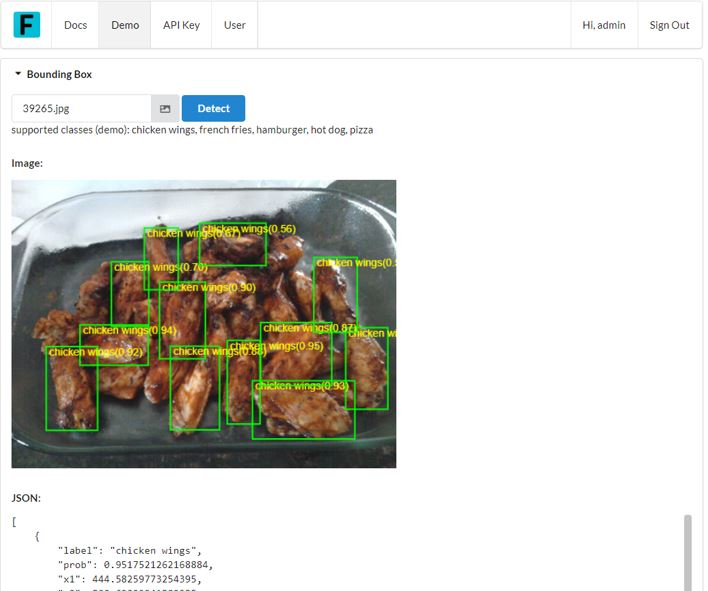 F Docs Demo API Key User Hi, admin Sign Out
Bounding Box
39265.jpg Detect
supported classes (demo): chicken wings, french fries, hamburger, hot dog, pizza
Image:
chicken wings(0.56)
chicken wings(0.67)
chicken wings(0.
chicken wings(0.70)
chicken wings(0.90)
chicken wings(0.94)
chicken wings(0.87)
chicken wi
chicken wings(0.92)
chicken wings(0.
chicken wings(0.95)
chicken wings(0.93)
JSON:
[
{
"label": "chicken wings",
"prob": 0.9517521262168884,
"x1": 444.58259773254395,